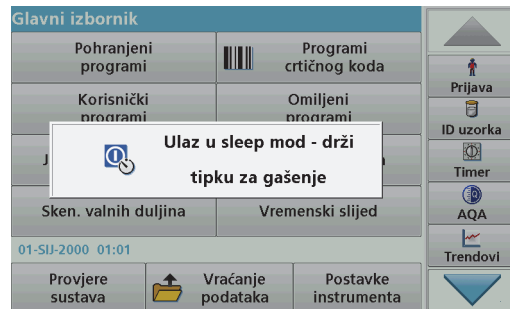 Glavni izbornik
Pohranjeni
programi
Programi
crtičnog koda
Korisnički
programi
Omiljeni
programi
Ulaz u sleep mod - drži
tipku za gašenje
Sken. valnih duljina
Vremenski slijed
01-SIJ-2000 01:01
Provjere
sustava
Vraćanje
podataka
Postavke
instrumenta
Prijava
ID uzorka
Timer
AQA
Trendovi